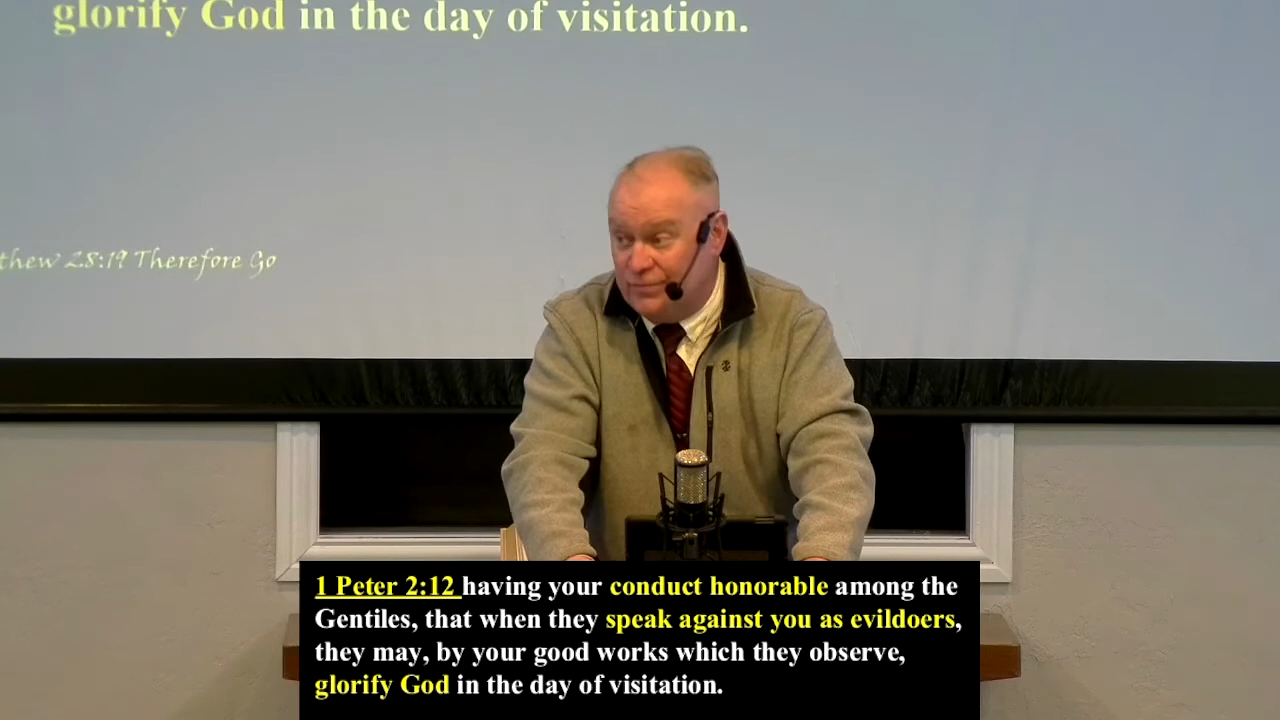 glorify God in the day of visitation.
thew 28:19 Therefore Go
1 Peter 2:12 having your conduct honorable among the
Gentiles, that when they speak against you as evildoers,
they may, by your good works which they observe,
glorify God in the day of visitation.